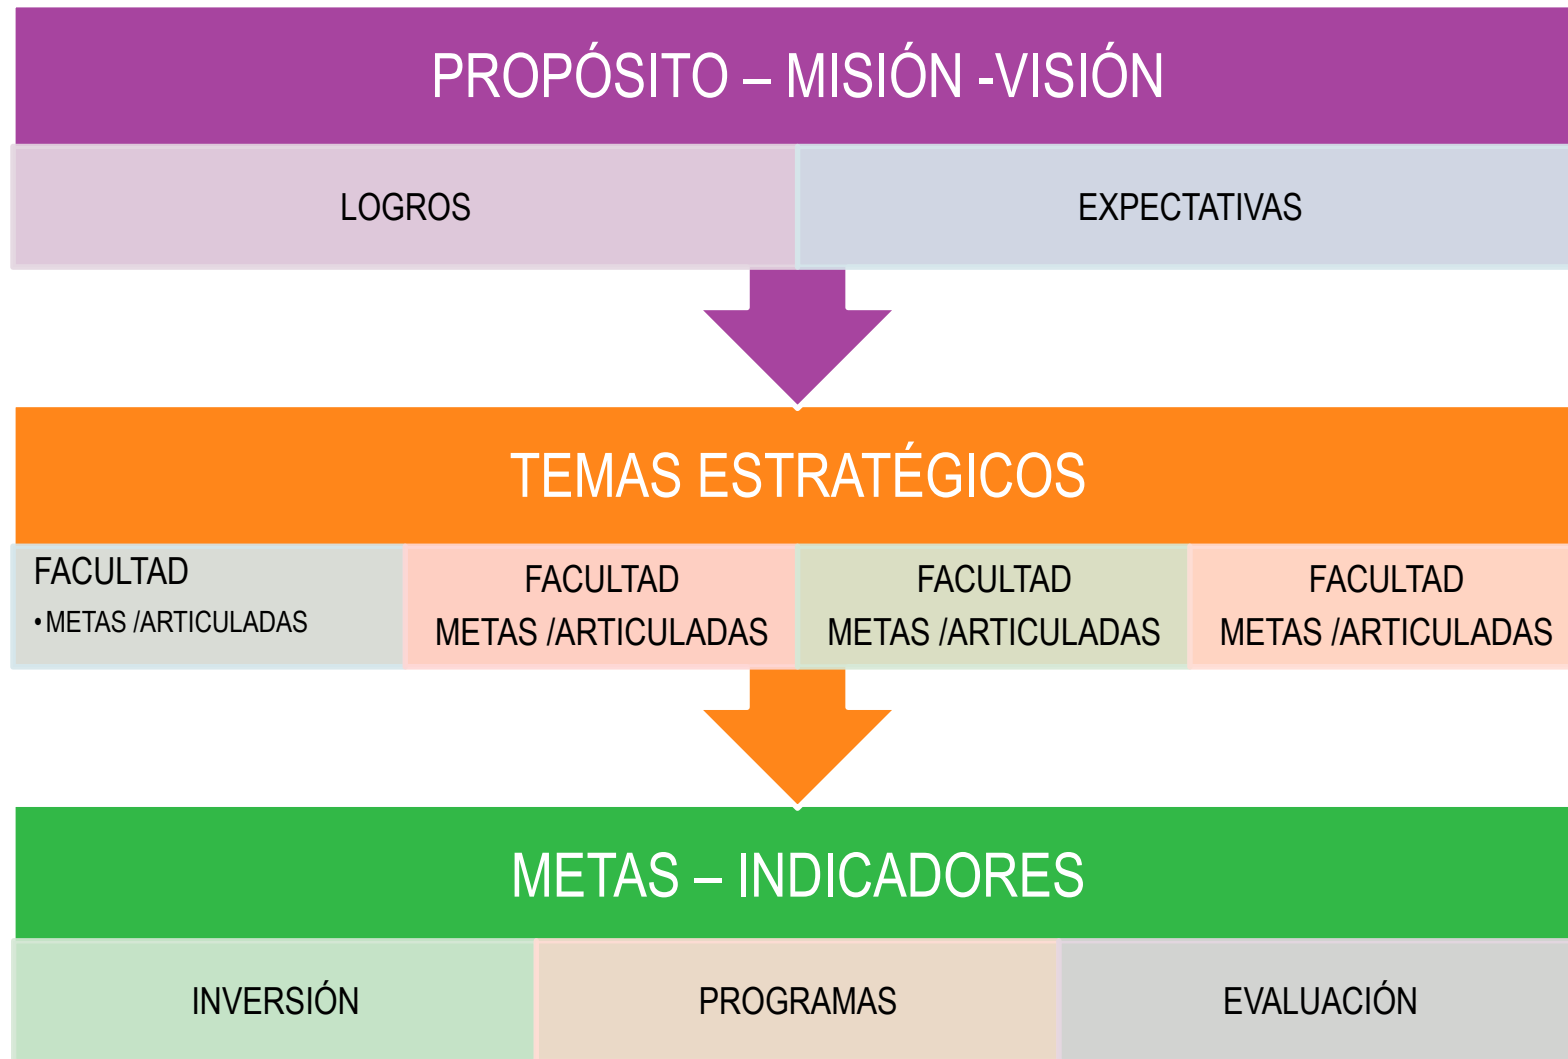 PROPÓSITO – MISIÓN -VISIÓN
LOGROS
EXPECTATIVAS
TEMAS ESTRATÉGICOS
FACULTAD
• METAS /ARTICULADAS
FACULTAD
METAS /ARTICULADAS
FACULTAD
METAS /ARTICULADAS
FACULTAD
METAS /ARTICULADAS
METAS – INDICADORES
INVERSIÓN
PROGRAMAS
EVALUACIÓN